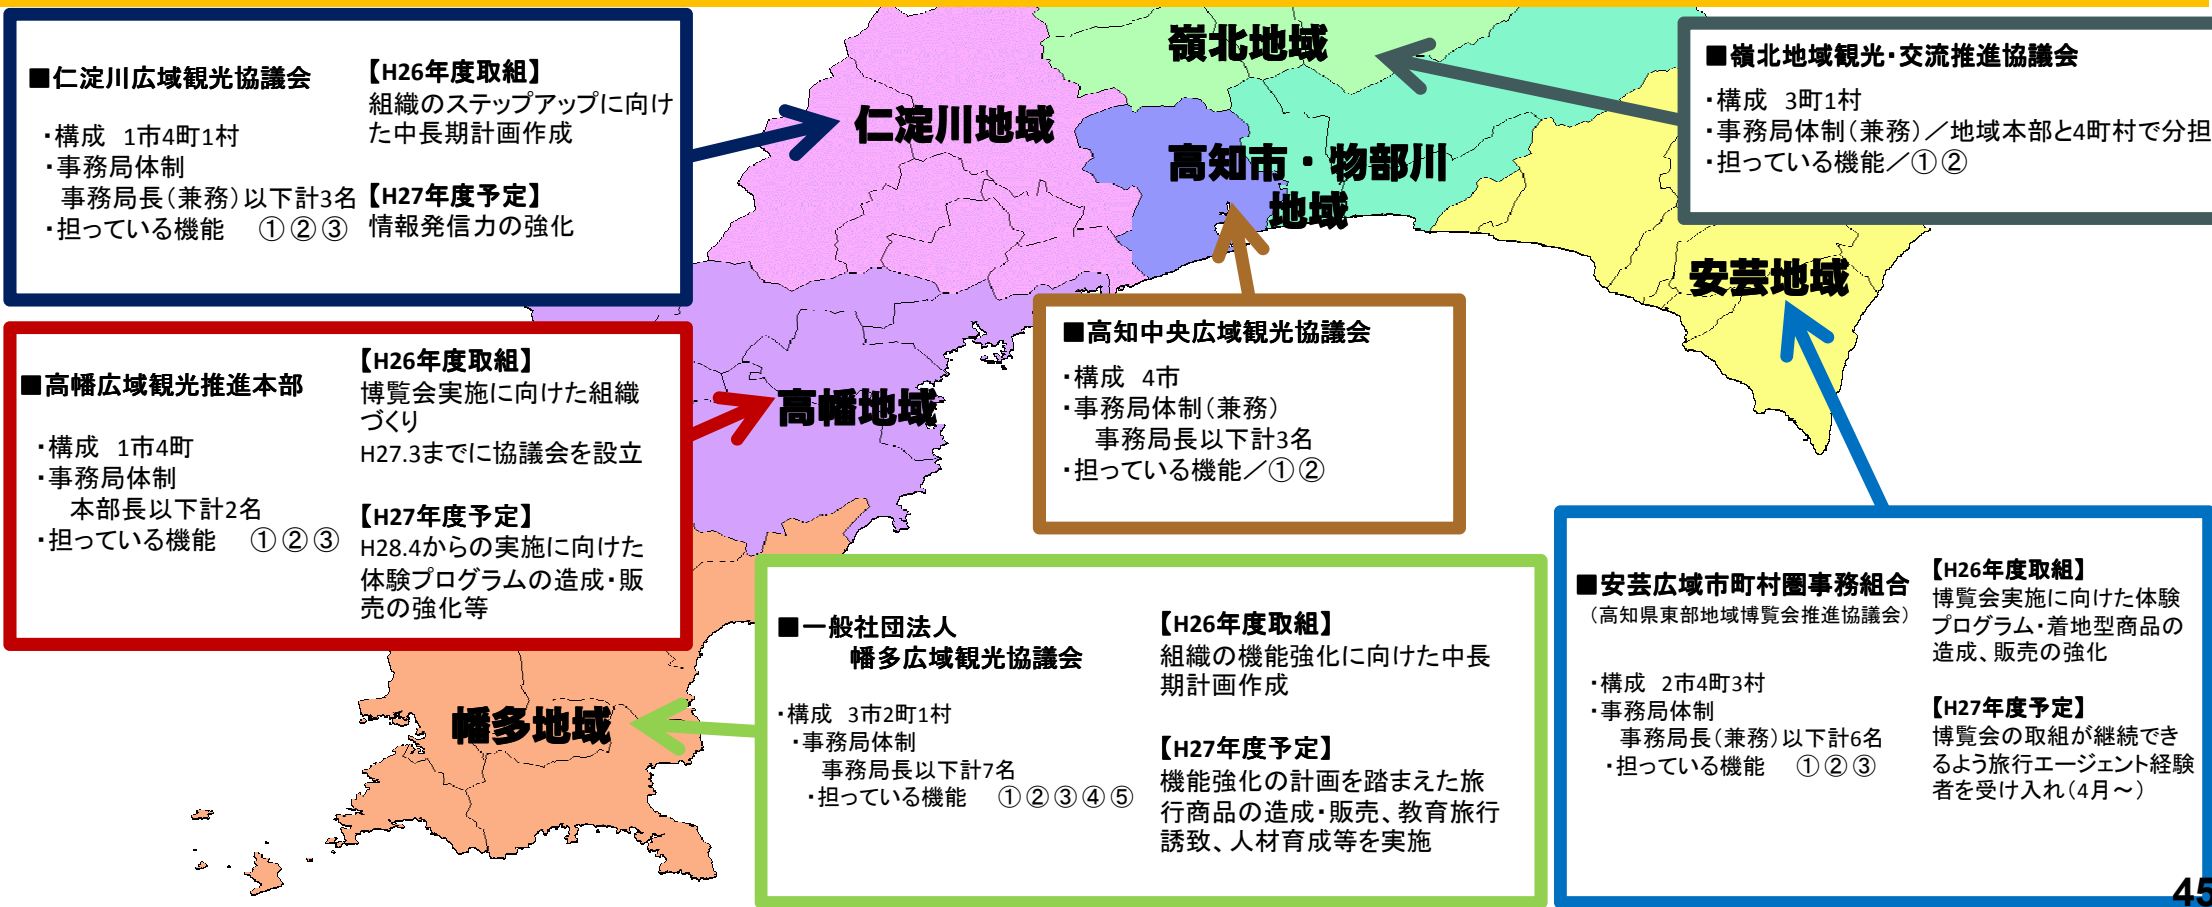 ■仁淀川広域観光協議会
・構成 1市4町1村
・事務局体制
事務局長(兼務)以下計3名
・担っている機能 ①②③
【H26年度取組】
組織のステップアップに向け
た中長期計画作成
【H27年度予定】
情報発信力の強化
嶺北地域
仁淀川地域
高知市・物部川
地域
安芸地域
高幡地域
幡多地域
■嶺北地域観光・交流推進協議会
・構成 3町1村
・事務局体制(兼務)/地域本部と4町村で分担
・担っている機能/①②
■高幡広域観光推進本部
・構成 1市4町
・事務局体制
本部長以下計2名
・担っている機能 ①②③
【H26年度取組】
博覧会実施に向けた組織
づくり
H27.3までに協議会を設立
【H27年度予定】
H28.4からの実施に向けた
体験プログラムの造成・販
売の強化等
■高知中央広域観光協議会
・構成 4市
・事務局体制(兼務)
事務局長以下計3名
・担っている機能/①②
■一般社団法人
幡多広域観光協議会
・構成 3市2町1村
・事務局体制
事務局長以下計7名
・担っている機能 ①②③④⑤
【H26年度取組】
組織の機能強化に向けた中長
期計画作成
【H27年度予定】
機能強化の計画を踏まえた旅
行商品の造成・販売、教育旅行
誘致、人材育成等を実施
■安芸広域市町村圏事務組合
(高知県東部地域博覧会推進協議会)
・構成 2市4町3村
・事務局体制
事務局長(兼務)以下計6名
・担っている機能 ①②③
【H26年度取組】
博覧会実施に向けた体験
プログラム・着地型商品の
造成、販売の強化
【H27年度予定】
博覧会の取組が継続でき
るよう旅行エージェント経験
者を受け入れ(4月～)
45